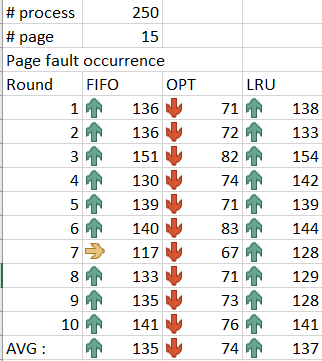 # process 250
# page 15
Page fault occurrence
Round FIFO OPT LRU
1 136 71 138
2 136 72 133
3 151 82 154
4 130 74 142
5 139 71 139
6 140 83 144
7 117 67 128
8 133 71 129
9 135 73 128
10 141 76 141
AVG : 135 74 137